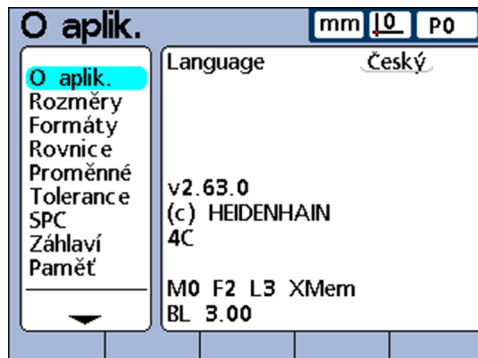 O aplik.
mm 0 P0
O aplik.
Rozměry
Formáty
Rovnice
Proměnné
Tolerance
SPC
Záhlaví
Paměť
Language Český
v2.63.0
(c) HEIDENHAIN
4C
M0 F2 L3 XMem
BL 3.00